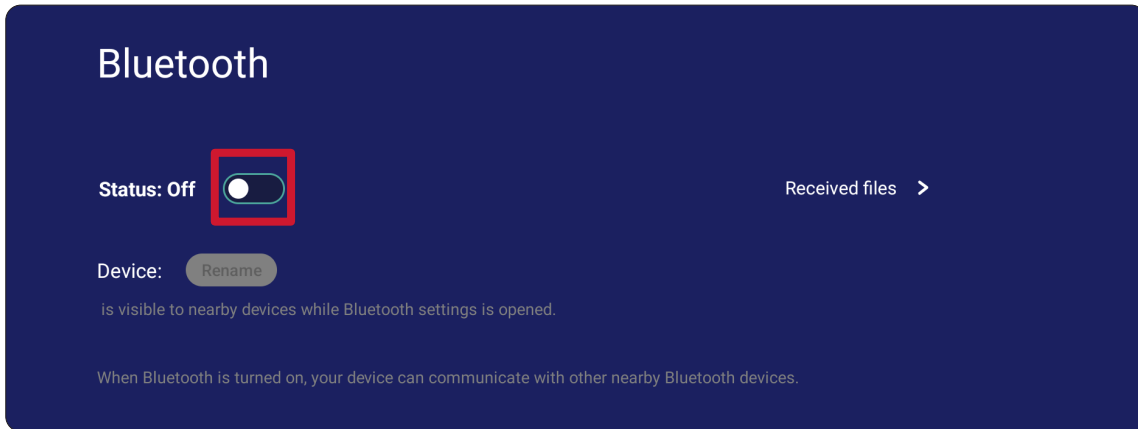 Bluetooth
Status: Off
Received files
Device: Rename
is visible to nearby devices while Bluetooth settings is opened.
When Bluetooth is turned on, your device can communicate with other nearby Bluetooth devices.